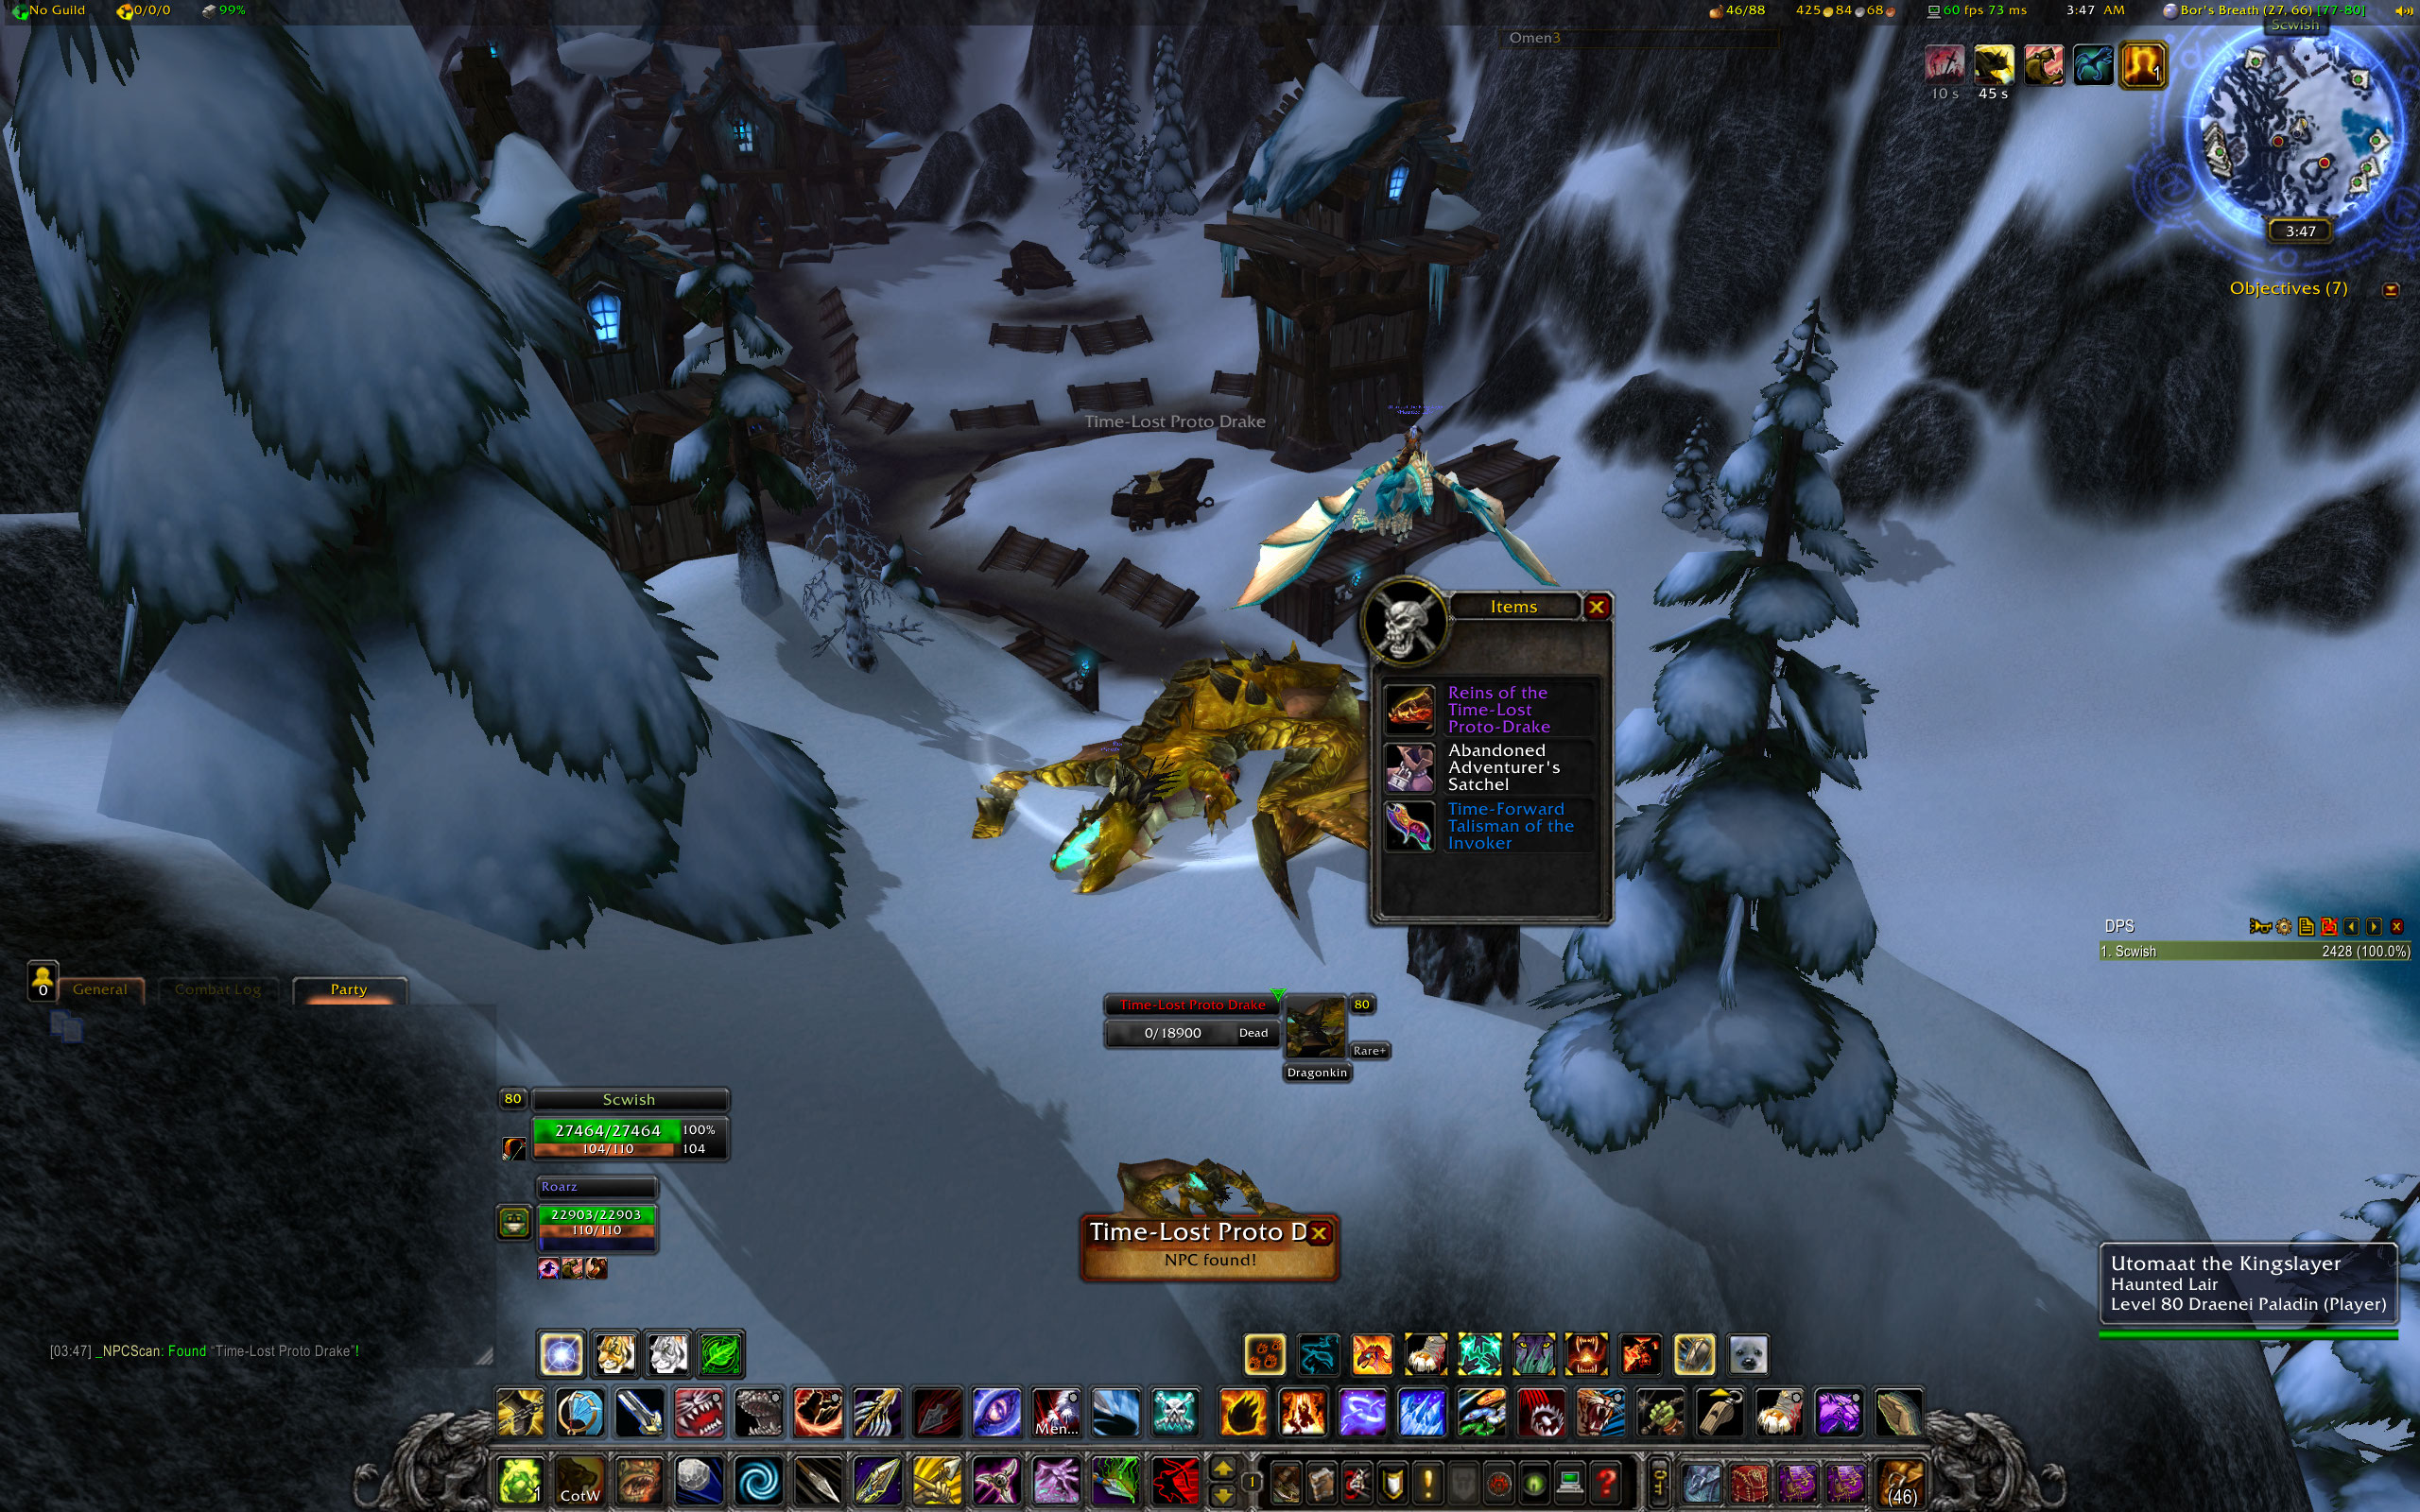 No Guild
0/0/0
99%
46/88
425 84 68
60 fps 73 ms
3:47 AM
Bor's Breath (27, 66) [77-80]
Scwish
Omen3
10 s
45 s
1
3:47
Objectives (7)
Time-Lost Proto Drake
Items
Reins of the
Time-Lost
Proto-Drake
Abandoned
Adventurer's
Satchel
Time-Forward
Talisman of the
Invoker
DPS
1. Scwish 2428 (100.0%)
0
General
Combat Log
Party
Time-Lost Proto Drake
80
0/18900 Dead
Rare+
Dragonkin
80
Scwish
27464/27464 100%
104/110 104
Roarz
22903/22903
110/110
Time-Lost Proto D
NPC found!
Utomaat the Kingslayer
Haunted Lair
Level 80 Draenei Paladin (Player)
[03:47] _NPCScan: Found "Time-Lost Proto Drake"!
Men...
1
CotW
1
(46)